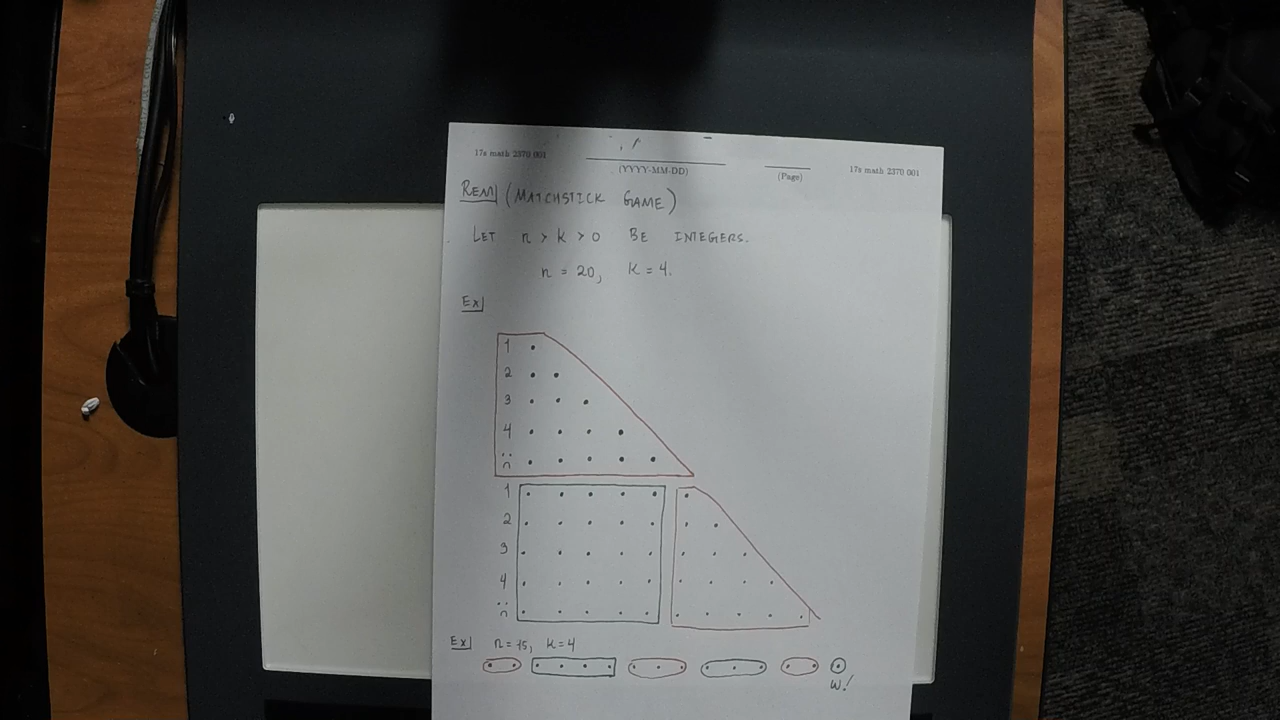 17s math 2370 001 (YYYY-MM-DD) (Page) 17s math 2370 001
REM (MATCHSTICK GAME)
LET n > k > 0 BE INTEGERS.
n = 20, k = 4.
Ex
1
2
3
4
:(
1
2
3
4
:(
Ex n = 15, k = 4
W!